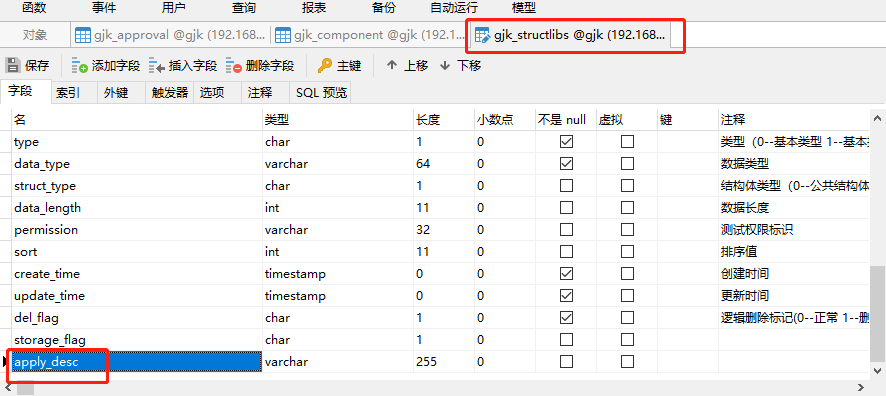 函数 事件 用户 查询 报表 备份 自动运行 模型
对象 gjk_approval @gjk (192.168... gjk_component @gjk (192.1... gjk_structlibs @gjk (192.168...
保存 添加字段 插入字段 删除字段 主键 上移 下移
字段 索引 外键 触发器 选项 注释 SQL 预览
名 类型 长度 小数点 不是 null 虚拟 键 注释
type char 1 0 类型（0--基本类型 1--基本
data_type varchar 64 0 数据类型
struct_type char 1 0 结构体类型（0--公共结构体
data_length int 11 0 数据长度
permission varchar 32 0 测试权限标识
sort int 11 0 排序值
create_time timestamp 0 0 创建时间
update_time timestamp 0 0 更新时间
del_flag char 1 0 逻辑删除标记(0--正常 1--删
storage_flag char 1 0
apply_desc varchar 255 0